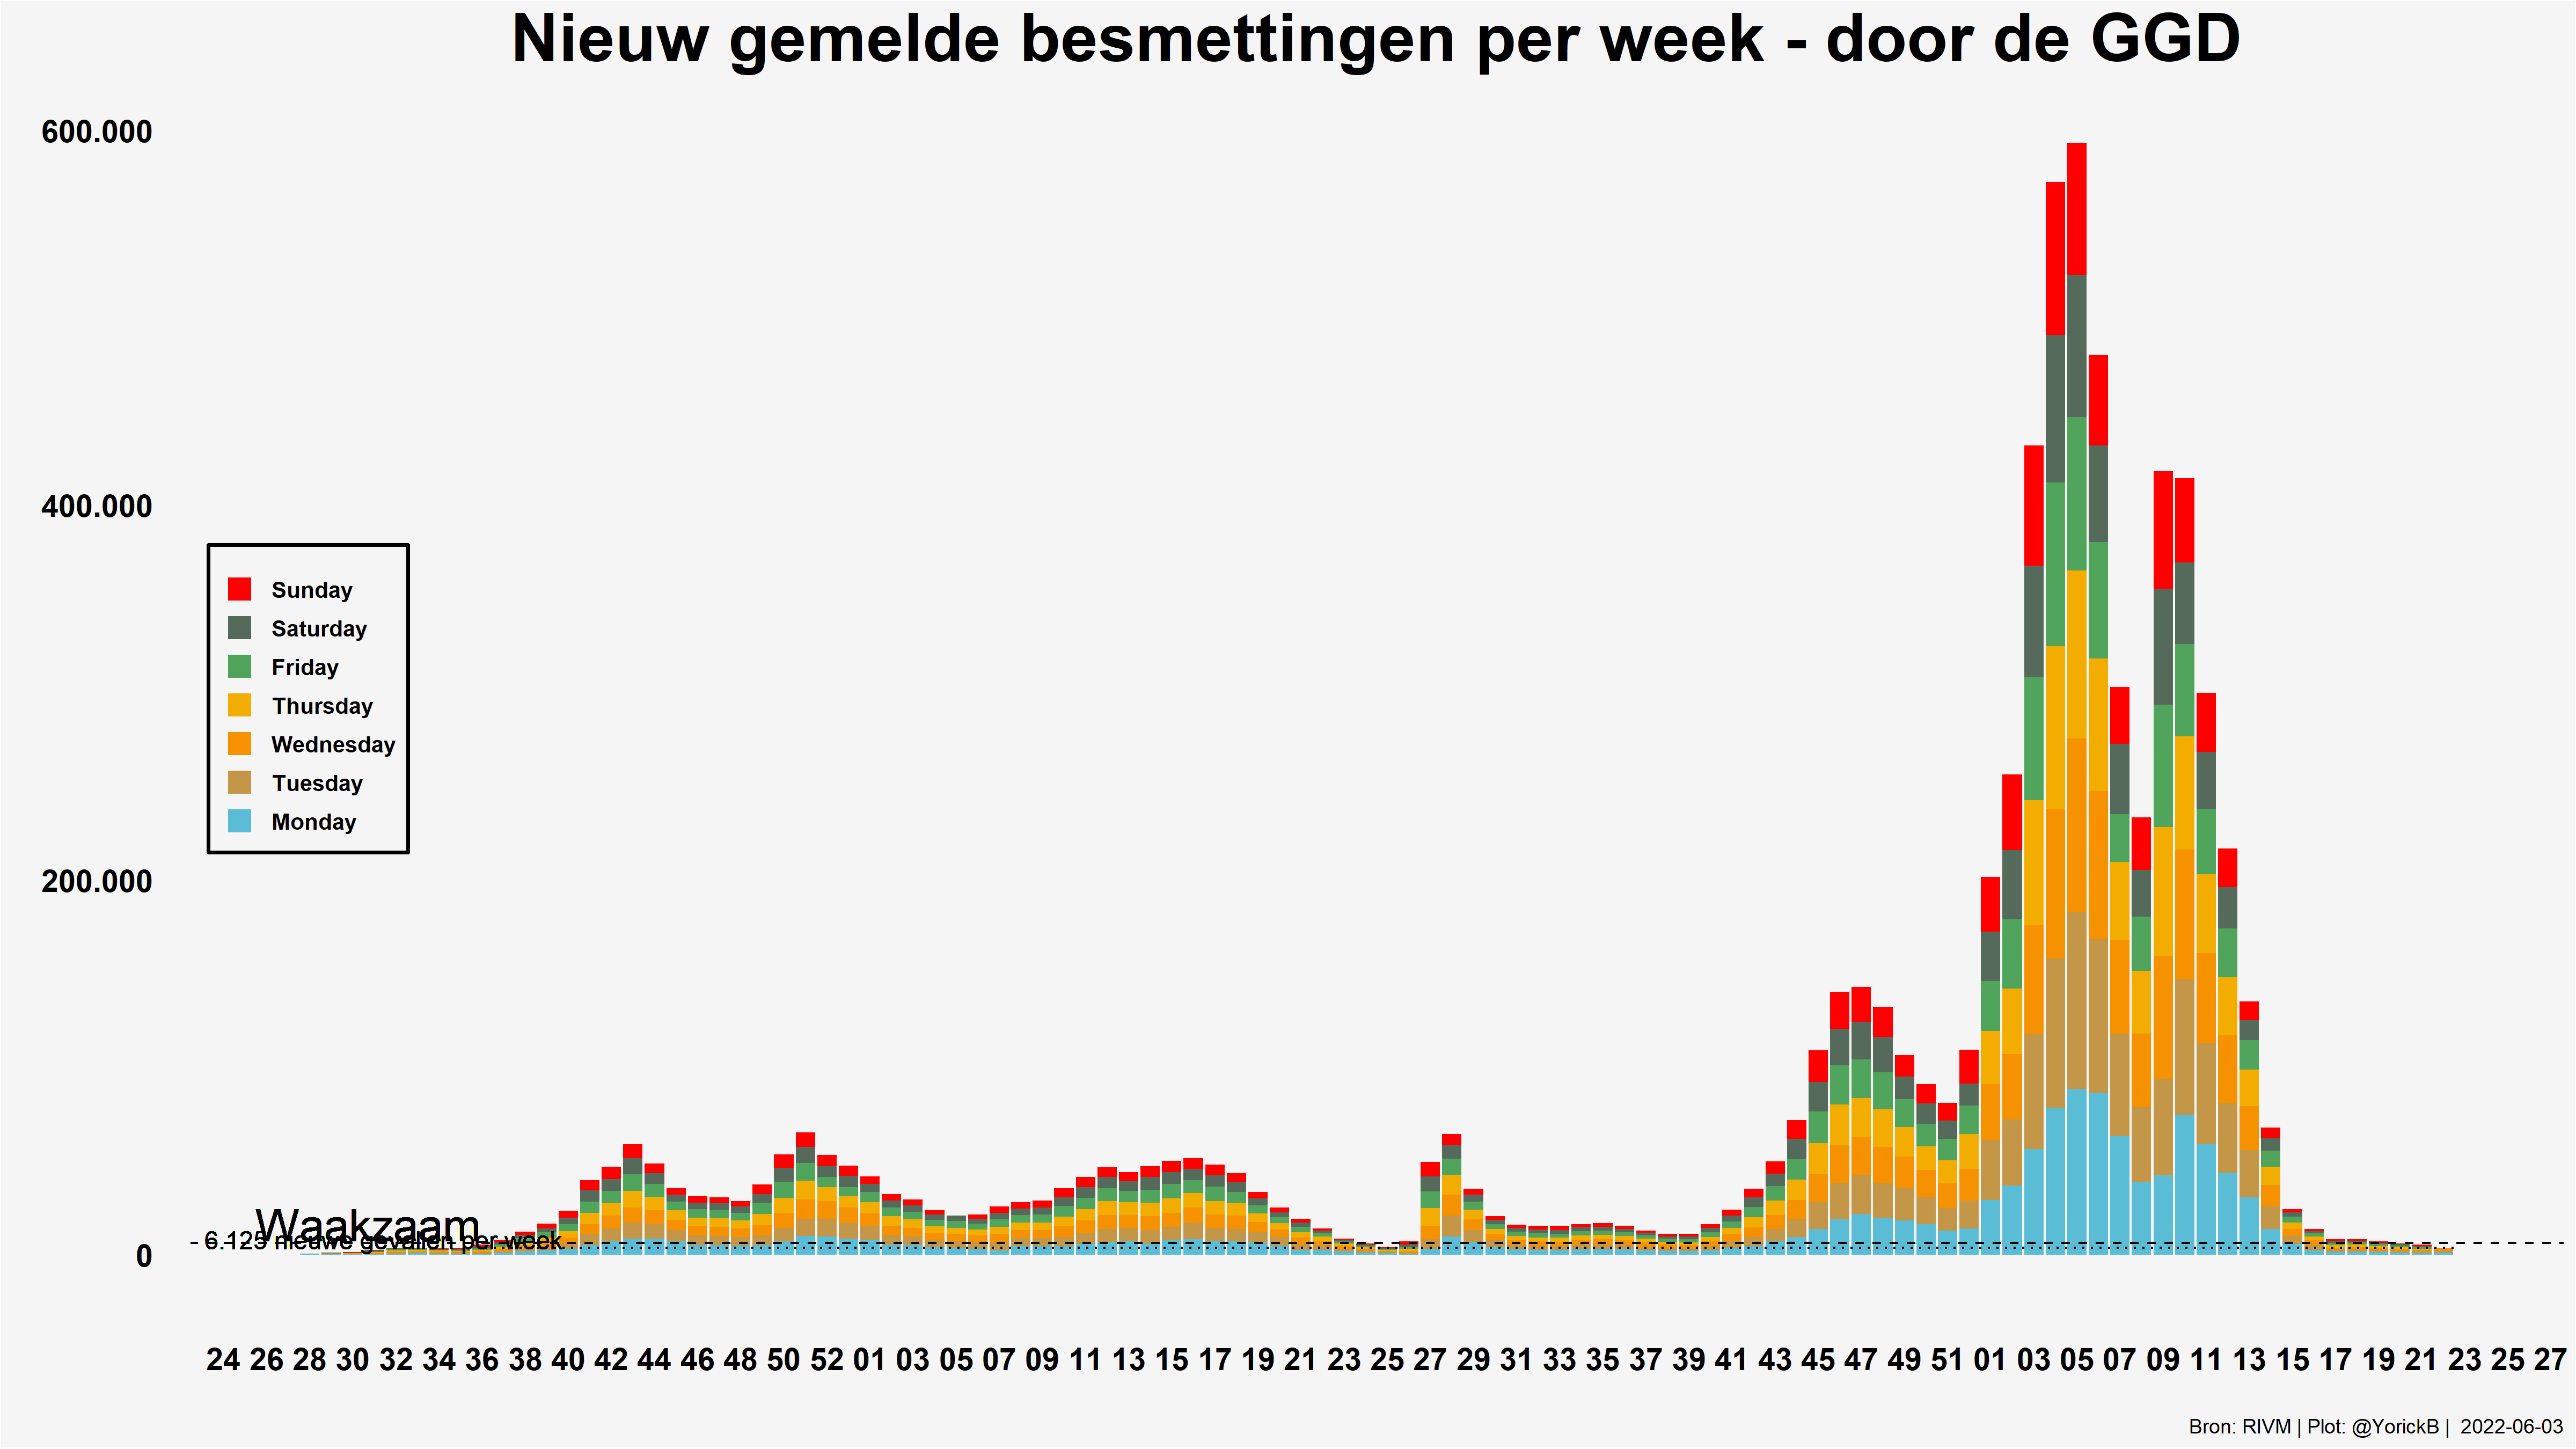 Nieuw gemelde besmettingen per week - door de GGD
600.000
400.000
Sunday
Saturday
Friday
Thursday
Wednesday
Tuesday
Monday
200.000
Waakzaam
6.125 nieuwe gevallen per week
0
24 26 28 30 32 34 36 38 40 42 44 46 48 50 52 01 03 05 07 09 11 13 15 17 19 21 23 25 27 29 31 33 35 37 39 41 43 45 47 49 51 01 03 05 07 09 11 13 15 17 19 21 23 25 27
Bron: RIVM | Plot: @YorickB | 2022-06-03